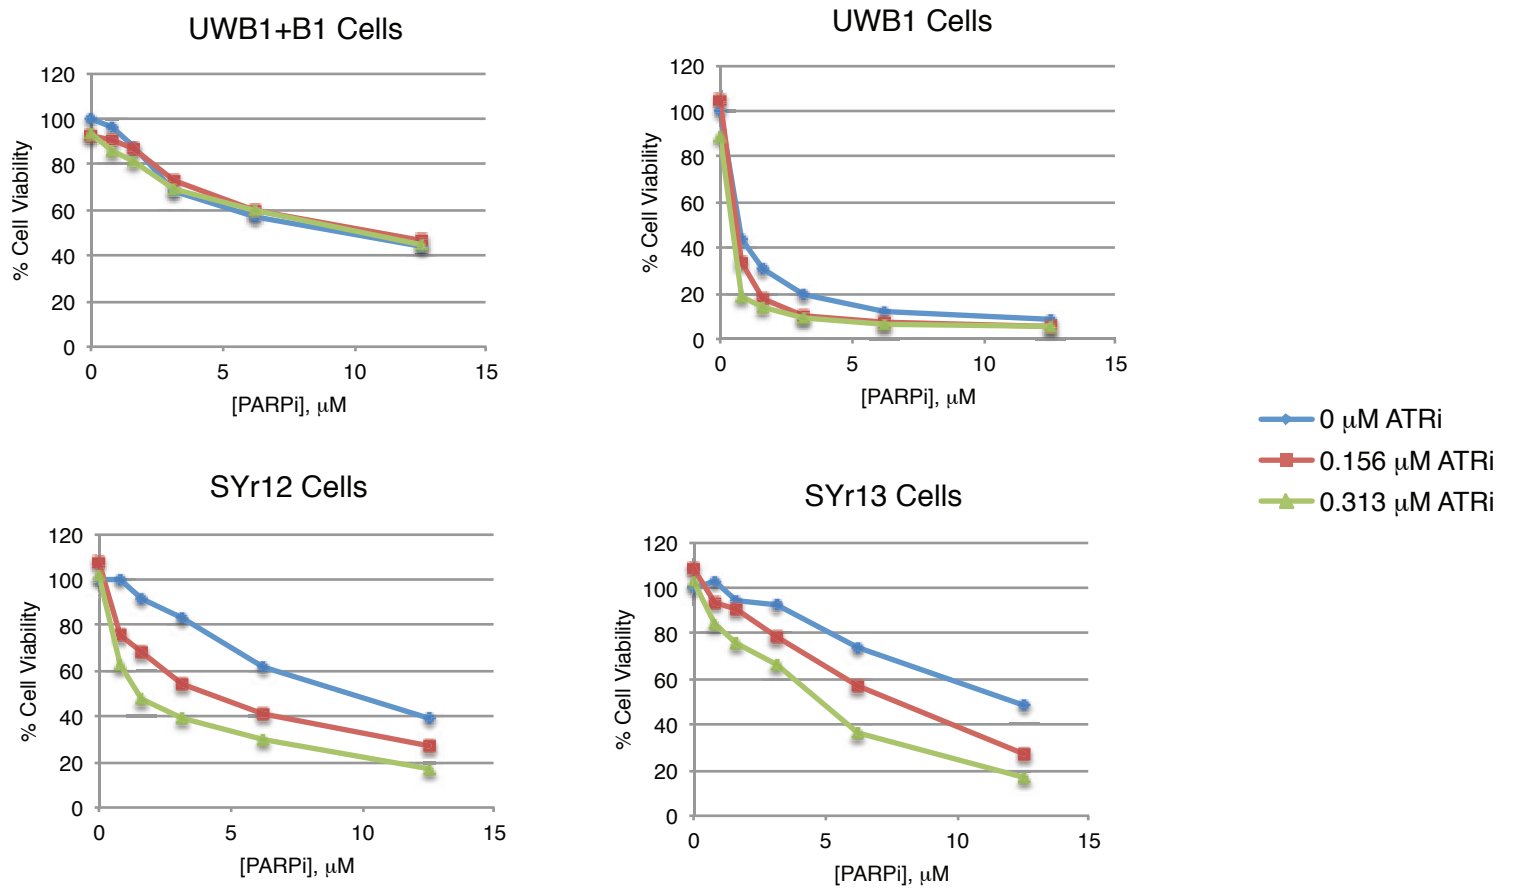 UWB1+B1 Cells
% Cell Viability
120
100
80
60
40
20
0
0 5 10 15
[PARPi], μM
UWB1 Cells
% Cell Viability
120
100
80
60
40
20
0
0 5 10 15
[PARPi], μM
0 μM ATRi
0.156 μM ATRi
0.313 μM ATRi
SYr12 Cells
% Cell Viability
120
100
80
60
40
20
0
0 5 10 15
[PARPi], μM
SYr13 Cells
% Cell Viability
120
100
80
60
40
20
0
0 5 10 15
[PARPi], μM